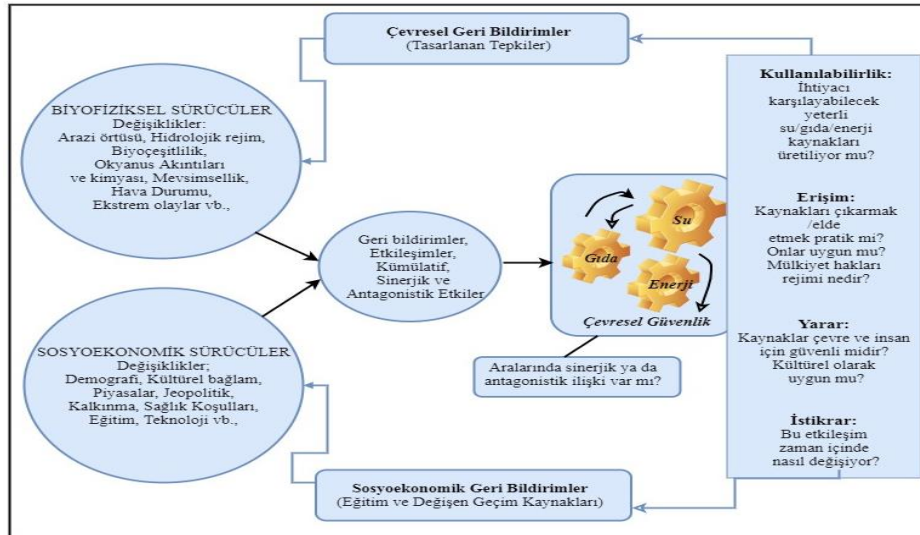 Çevresel Geri Bildirimler
(Tasarlanan Tepkiler)
BİYOFİZİKSEL SÜRÜCÜLER
Değişiklikler:
Arazi örtüsü, Hidrolojik rejim,
Biyoçeşitlilik,
Okyanus Akıntıları
ve kimyası, Mevsimsellik,
Hava Durumu,
Ekstrem olaylar vb.,
SOSYOEKONOMİK SÜRÜCÜLER
Değişiklikler;
Demografi, Kültürel bağlam,
Piyasalar, Jeopolitik,
Kalkınma, Sağlık Koşulları,
Eğitim, Teknoloji vb.,
Geri bildirimler,
Etkileşimler,
Kümülatif,
Sinerjik ve
Antagonistik Etkiler
Su
Gıda
Enerji
Çevresel Güvenlik
Aralarında sinerjik ya da
antagonistik ilişki var mı?
Kullanılabilirlik:
İhtiyacı
karşılayabilecek
yeterli
su/gıda/enerji
kaynakları
üretiliyor mu?
Erişim:
Kaynakları çıkarmak
/elde
etmek pratik mi?
Onlar uygun mu?
Mülkiyet hakları
rejimi nedir?
Yarar:
Kaynaklar çevre ve insan
için güvenli midir?
Kültürel olarak
uygun mu?
İstikrar:
Bu etkileşim
zaman içinde
nasıl değişiyor?
Sosyoekonomik Geri Bildirimler
(Eğitim ve Değişen Geçim Kaynakları)